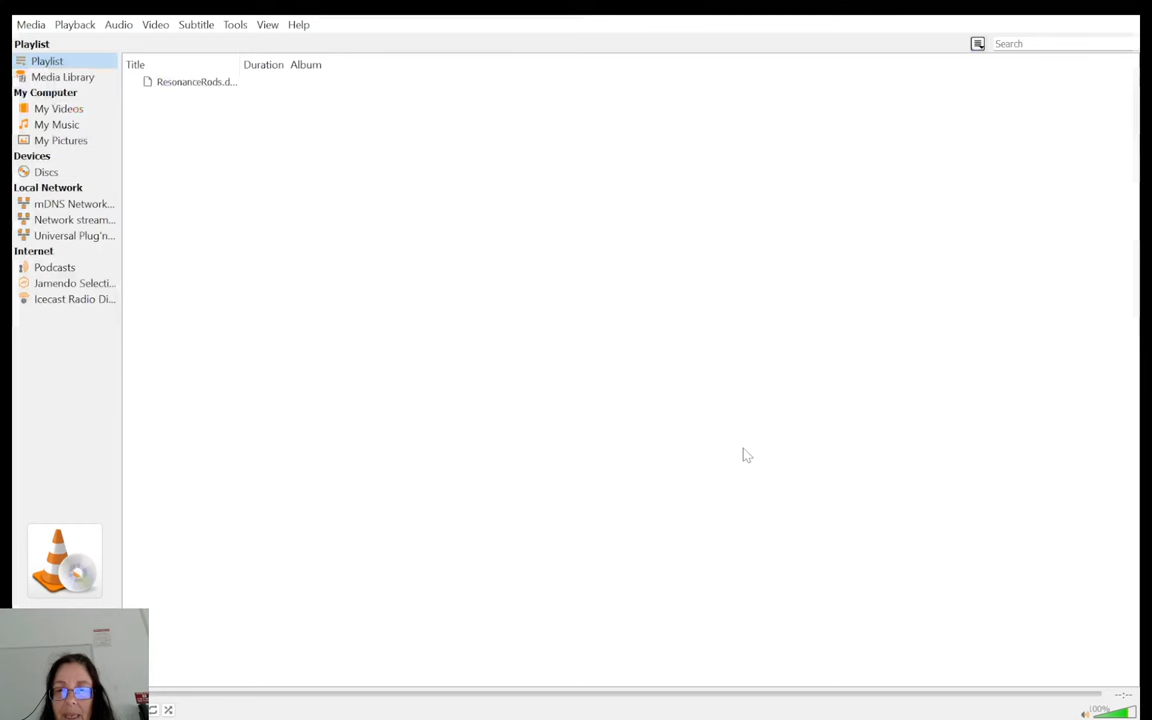 Media Playback Audio Video Subtitle Tools View Help
Playlist
Search
Playlist
Media Library
My Computer
My Videos
My Music
My Pictures
Devices
Discs
Local Network
mDNS Network...
Network stream...
Universal Plug'n...
Internet
Podcasts
Jamendo Selecti...
Icecast Radio Di...
Title Duration Album
ResonanceRods.d...
--:--
100%